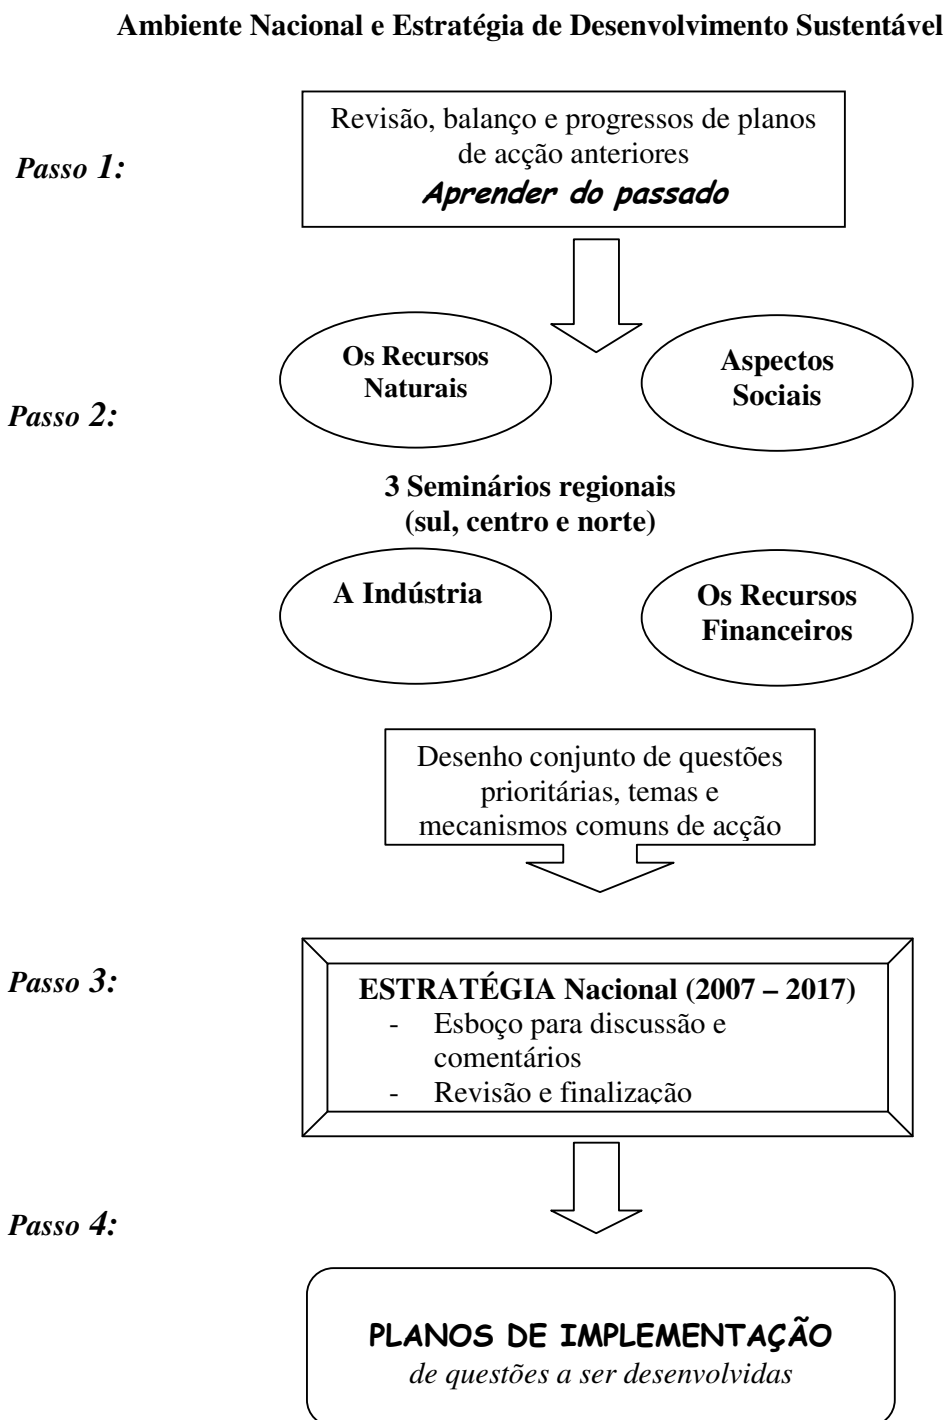 Ambiente Nacional e Estratégia de Desenvolvimento Sustentável
Passo 1:
Revisão, balanço e progressos de planos
de acção anteriores
Aprender do passado
Passo 2:
Os Recursos
Naturais
Aspectos
Sociais
3 Seminários regionais
(sul, centro e norte)
A Indústria
Os Recursos
Financeiros
Desenho conjunto de questões
prioritárias, temas e
mecanismos comuns de acção
Passo 3:
ESTRATÉGIA Nacional (2007 – 2017)
- Esboço para discussão e
comentários
- Revisão e finalização
Passo 4:
PLANOS DE IMPLEMENTAÇÃO
de questões a ser desenvolvidas